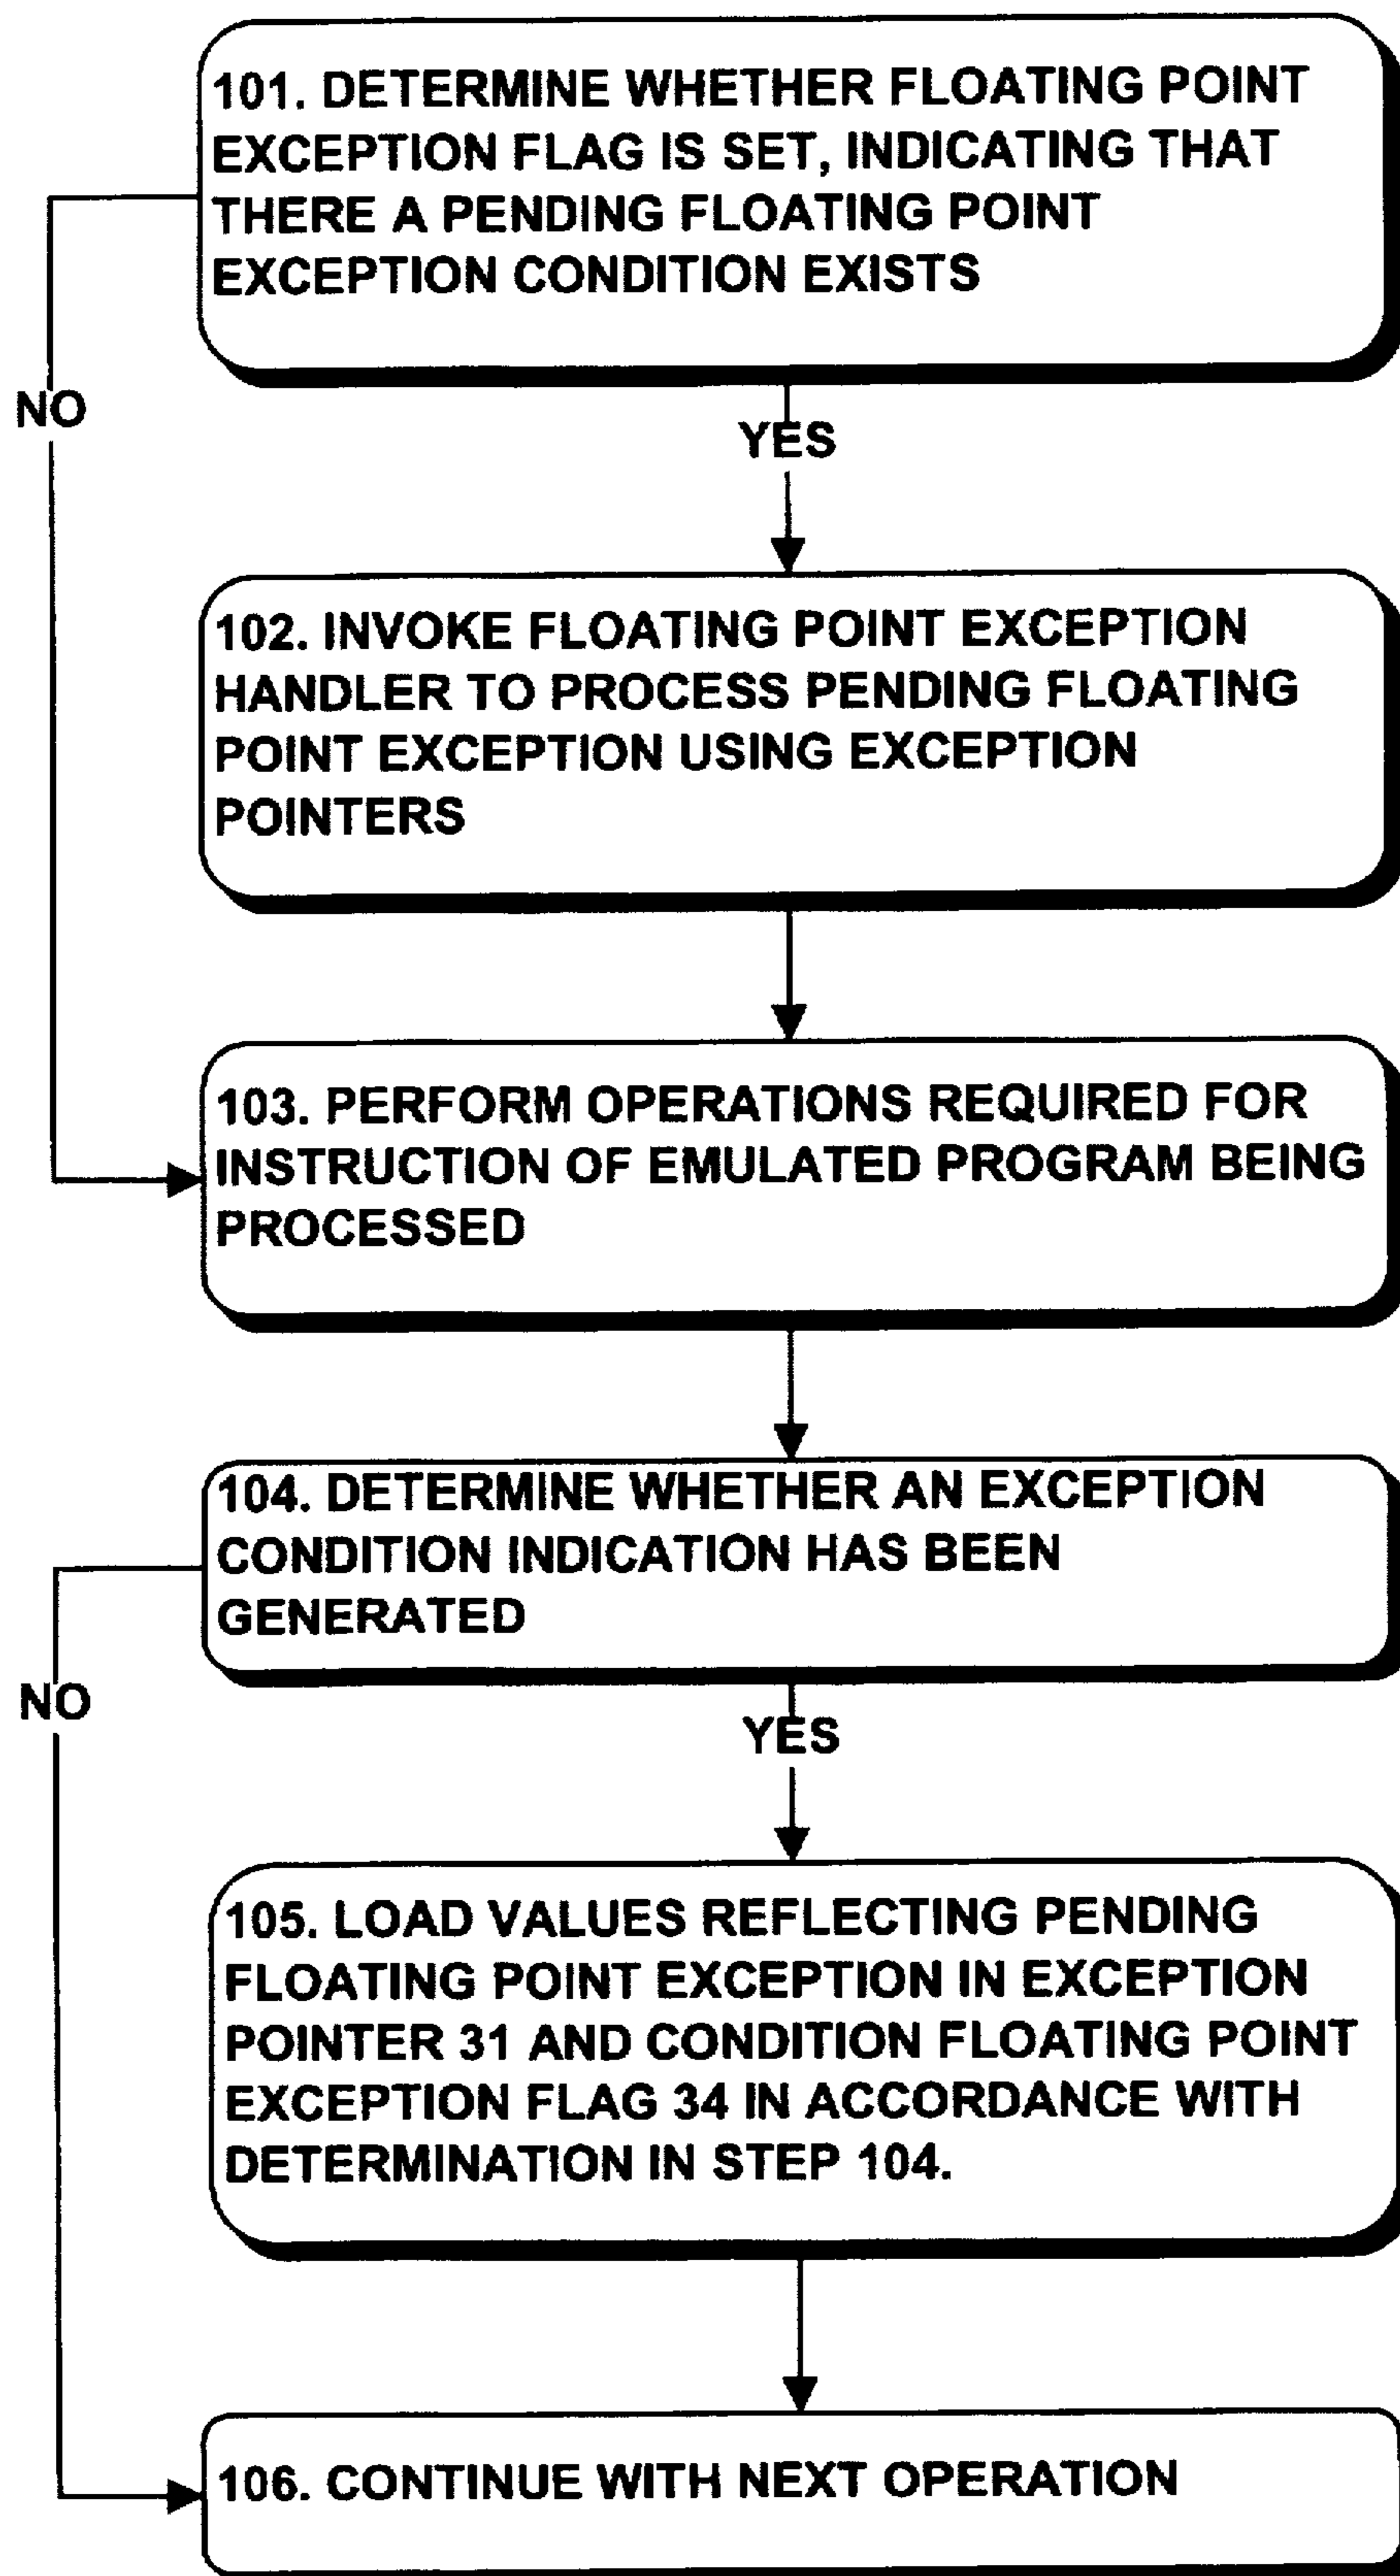 101. DETERMINE WHETHER FLOATING POINT
EXCEPTION FLAG IS SET, INDICATING THAT
THERE A PENDING FLOATING POINT
EXCEPTION CONDITION EXISTS
NO
YES
102. INVOKE FLOATING POINT EXCEPTION
HANDLER TO PROCESS PENDING FLOATING
POINT EXCEPTION USING EXCEPTION
POINTERS
103. PERFORM OPERATIONS REQUIRED FOR
INSTRUCTION OF EMULATED PROGRAM BEING
PROCESSED
104. DETERMINE WHETHER AN EXCEPTION
CONDITION INDICATION HAS BEEN
GENERATED
NO
YES
105. LOAD VALUES REFLECTING PENDING
FLOATING POINT EXCEPTION IN EXCEPTION
POINTER 31 AND CONDITION FLOATING POINT
EXCEPTION FLAG 34 IN ACCORDANCE WITH
DETERMINATION IN STEP 104.
106. CONTINUE WITH NEXT OPERATION